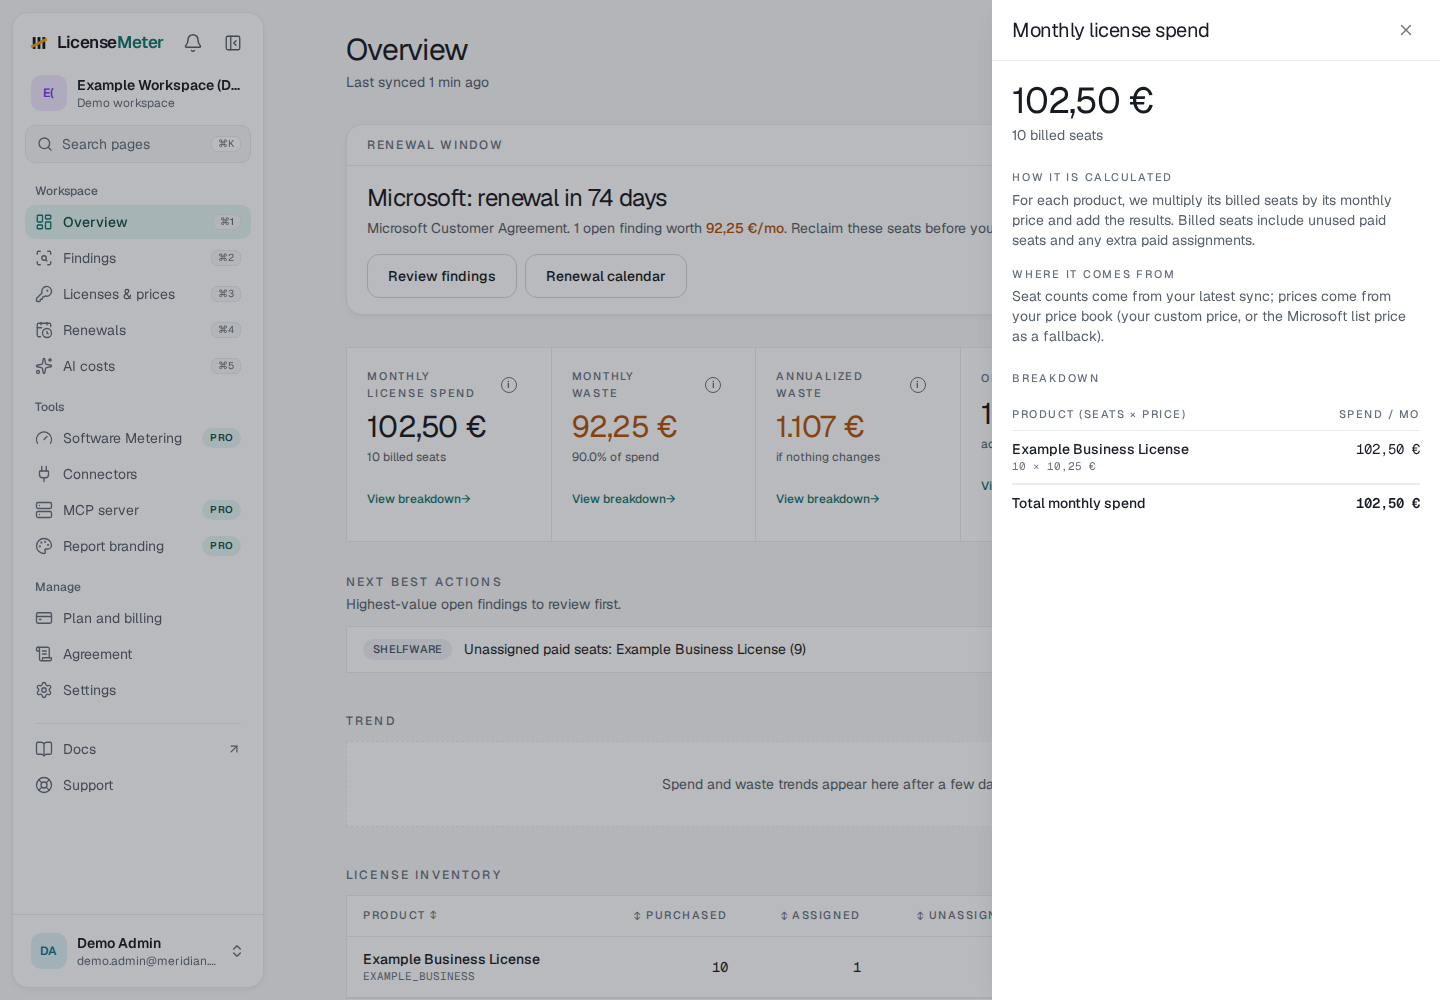 LicenseMeter
E(
Example Workspace (D...
Demo workspace
Search pages
⌘K
Workspace
Overview
⌘1
Findings
⌘2
Licenses & prices
⌘3
Renewals
⌘4
AI costs
⌘5
Tools
Software Metering
PRO
Connectors
MCP server
PRO
Report branding
PRO
Manage
Plan and billing
Agreement
Settings
Docs
Support
DA
Demo Admin
demo.admin@meridian....
Overview
Last synced 1 min ago
RENEWAL WINDOW
Microsoft: renewal in 74 days
Microsoft Customer Agreement. 1 open finding worth 92,25 €/mo. Reclaim these seats before you
Review findings
Renewal calendar
MONTHLY
LICENSE SPEND
102,50 €
10 billed seats
View breakdown→
MONTHLY
WASTE
92,25 €
90.0% of spend
View breakdown→
ANNUALIZED
WASTE
1.107 €
if nothing changes
View breakdown→
NEXT BEST ACTIONS
Highest-value open findings to review first.
SHELFWARE
Unassigned paid seats: Example Business License (9)
TREND
Spend and waste trends appear here after a few
LICENSE INVENTORY
PRODUCT
PURCHASED
ASSIGNED
Example Business License
EXAMPLE_BUSINESS
10
1
Monthly license spend
102,50 €
10 billed seats
HOW IT IS CALCULATED
For each product, we multiply its billed seats by its monthly
price and add the results. Billed seats include unused paid
seats and any extra paid assignments.
WHERE IT COMES FROM
Seat counts come from your latest sync; prices come from
your price book (your custom price, or the Microsoft list price
as a fallback).
BREAKDOWN
PRODUCT (SEATS × PRICE)
SPEND / MO
Example Business License
102,50 €
10 × 10,25 €
Total monthly spend
102,50 €